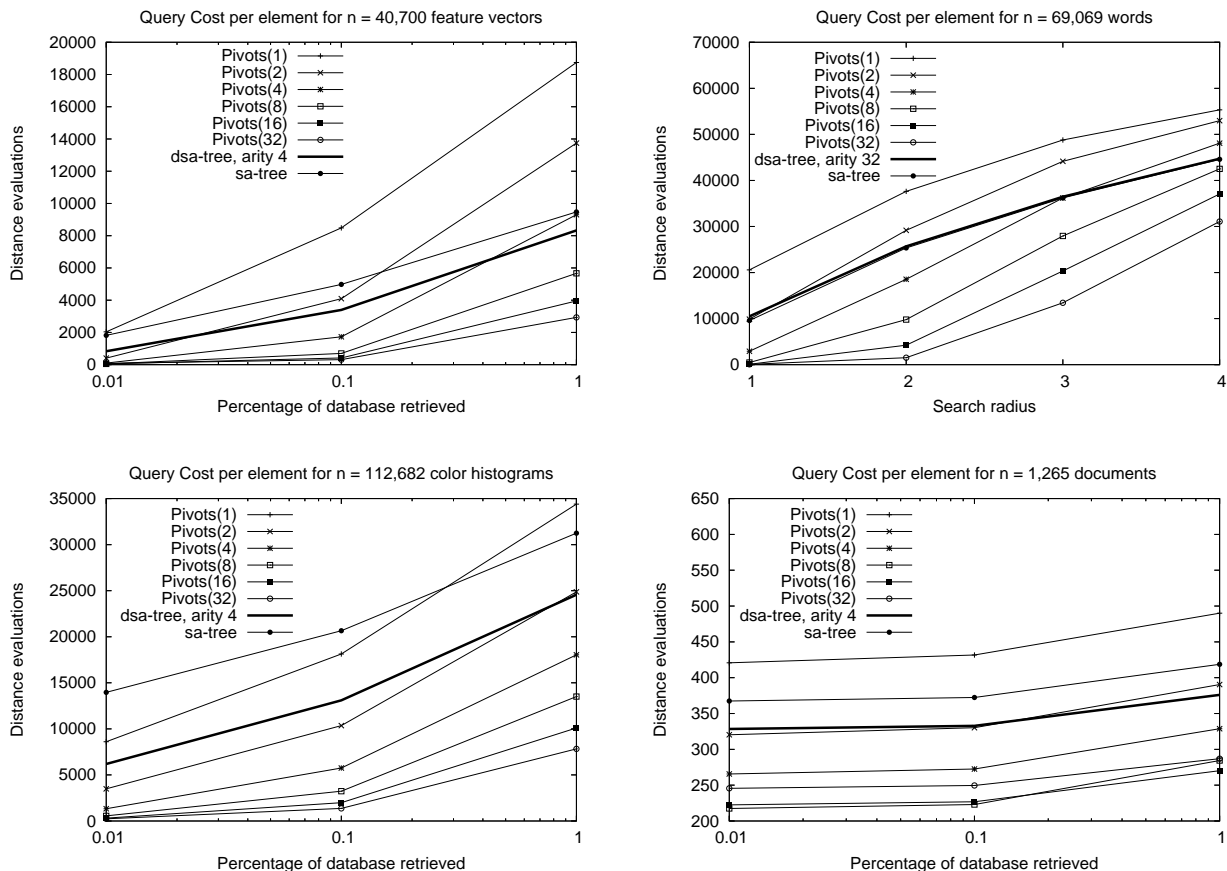 Query Cost per element for n = 40,700 feature vectors
20000
18000
16000
14000
12000
10000
8000
6000
4000
2000
0
Distance evaluations
Pivots(1)
Pivots(2)
Pivots(4)
Pivots(8)
Pivots(16)
Pivots(32)
dsa-tree, arity 4
sa-tree
0.01 0.1 1
Percentage of database retrieved
Query Cost per element for n = 69,069 words
70000
60000
50000
40000
30000
20000
10000
0
Distance evaluations
Pivots(1)
Pivots(2)
Pivots(4)
Pivots(8)
Pivots(16)
Pivots(32)
dsa-tree, arity 32
sa-tree
1 2 3 4
Search radius
Query Cost per element for n = 112,682 color histograms
35000
30000
25000
20000
15000
10000
5000
0
Distance evaluations
Pivots(1)
Pivots(2)
Pivots(4)
Pivots(8)
Pivots(16)
Pivots(32)
dsa-tree, arity 4
sa-tree
0.01 0.1 1
Percentage of database retrieved
Query Cost per element for n = 1,265 documents
650
600
550
500
450
400
350
300
250
200
Distance evaluations
Pivots(1)
Pivots(2)
Pivots(4)
Pivots(8)
Pivots(16)
Pivots(32)
dsa-tree, arity 4
sa-tree
0.01 0.1 1
Percentage of database retrieved